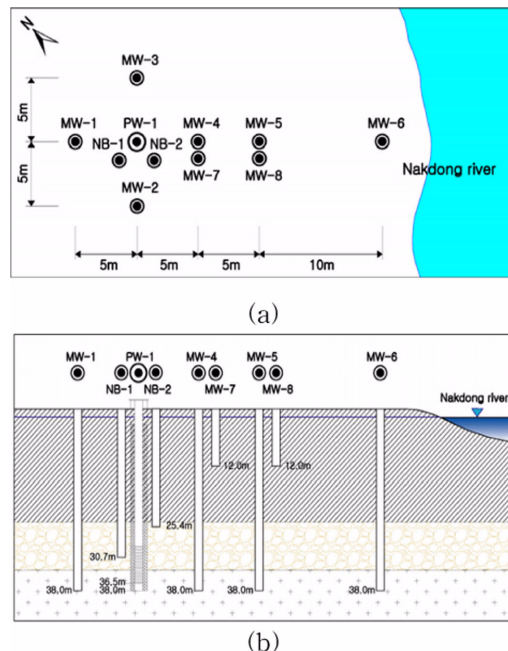 N
MW-3
5m
MW-1 PW-1 MW-4 MW-5 MW-6
NB-1 NB-2
MW-7 MW-8
Nakdong river
5m
MW-2
5m 5m 5m 10m
(a)
MW-1 PW-1 MW-4 MW-5 MW-6
NB-1 NB-2 MW-7 MW-8
Nakdong river
12.0m 12.0m
25.4m
30.7m
36.5m
38.0m 38.0m 38.0m 38.0m 38.0m
(b)